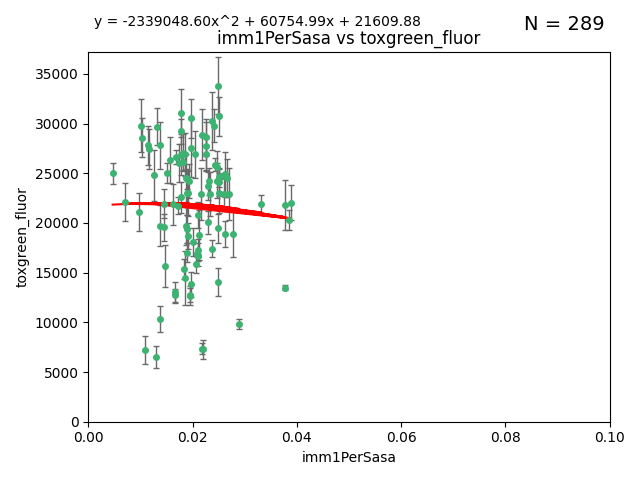 y = -2339048.60x^2 + 60754.99x + 21609.88
N = 289
imm1PerSasa vs toxgreen_fluor
toxgreen_fluor
35000
30000
25000
20000
15000
10000
5000
0
0.00 0.02 0.04 0.06 0.08 0.10
imm1PerSasa